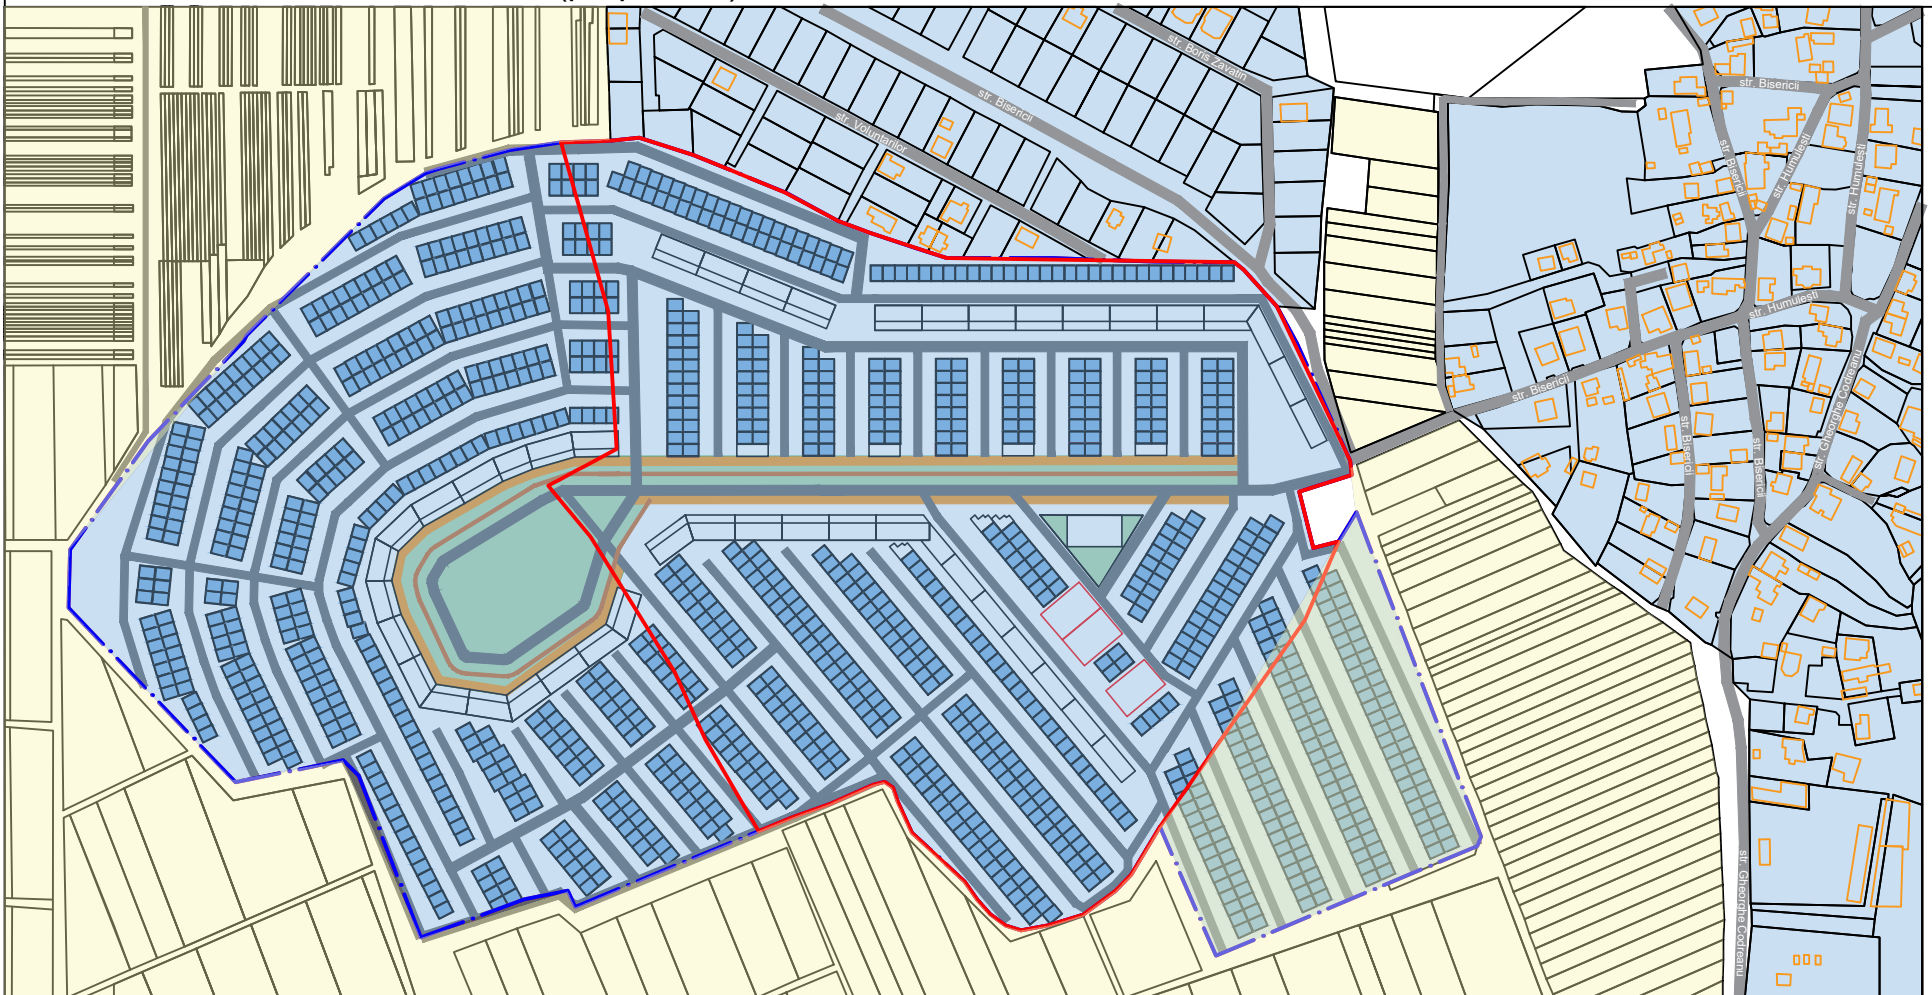 str. Boris Zavatin
str. Bisericii
str. Voluntarilor
str. Bisericii
str. Bisericii
str. Humulesti
str. Humulesti
str. Humulesti
str. Bisericii
str. Gheorghe Codreanu
str. Bisericii
str. Bisericii
str. Gheorghe Codreanu